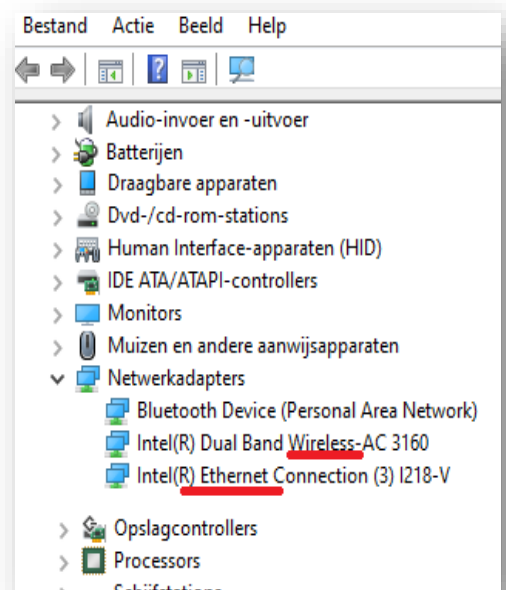 Bestand Actie Beeld Help
Audio-invoer en -uitvoer
Batterijen
Draagbare apparaten
Dvd-/cd-rom-stations
Human Interface-apparaten (HID)
IDE ATA/ATAPI-controllers
Monitors
Muizen en andere aanwijsapparaten
Netwerkadapters
Bluetooth Device (Personal Area Network)
Intel(R) Dual Band Wireless-AC 3160
Intel(R) Ethernet Connection (3) I218-V
Opslagcontrollers
Processors